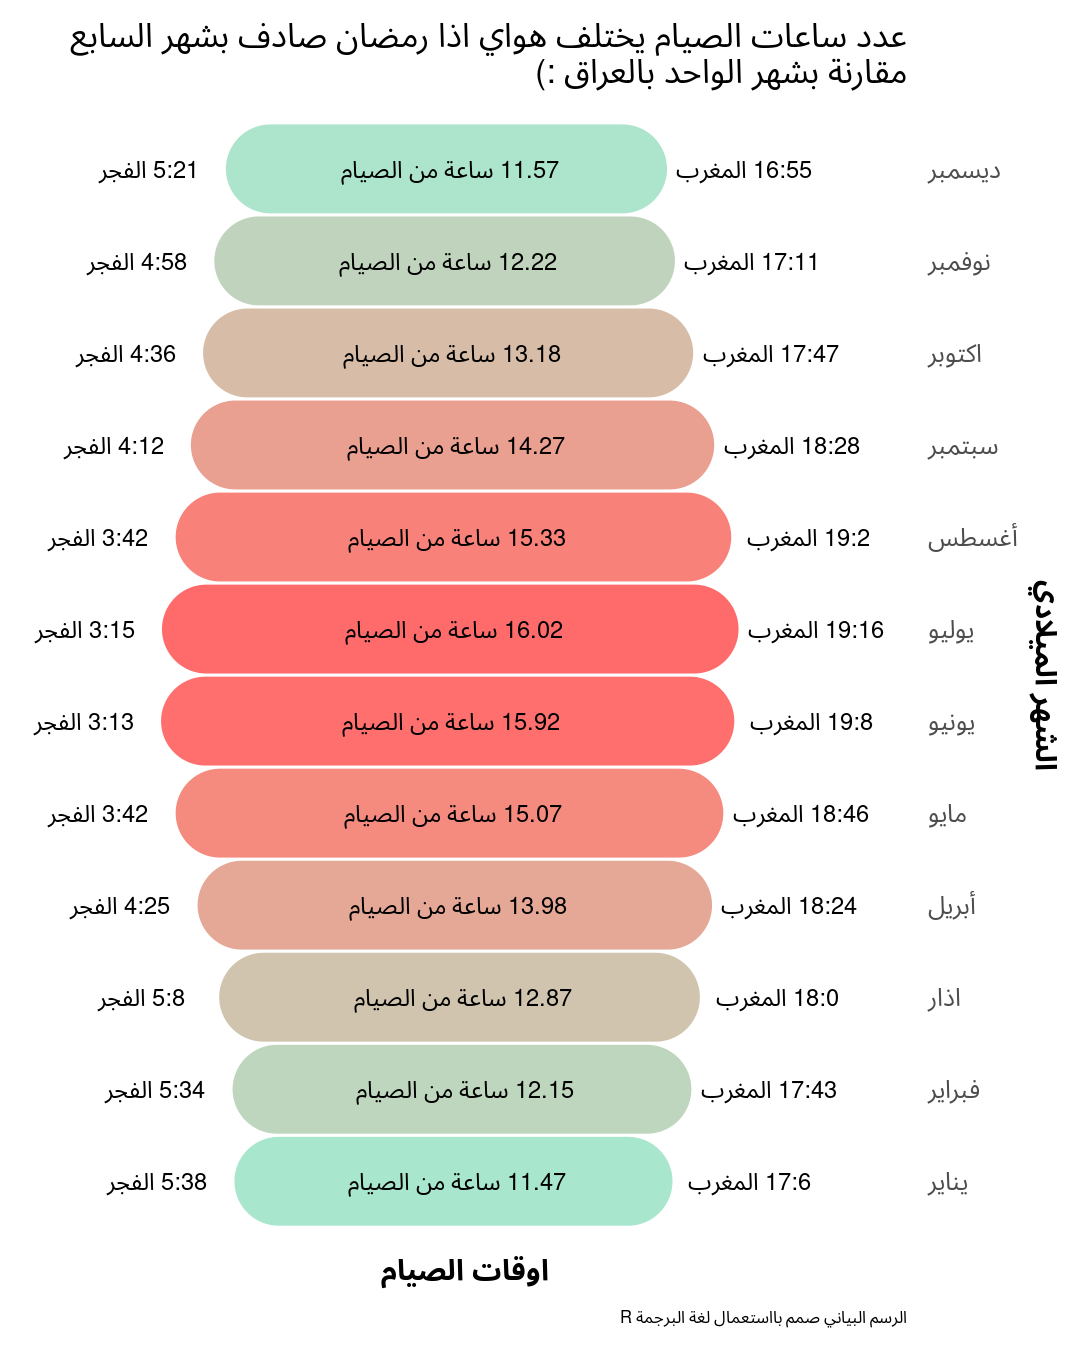 عدد ساعات الصيام يختلف هواي اذا رمضان صادف بشهر السابع
مقارنة بشهر الواحد بالعراق :)
ديسمبر 16:55 المغرب 11.57 ساعة من الصيام 5:21 الفجر
نوفمبر 17:11 المغرب 12.22 ساعة من الصيام 4:58 الفجر
اكتوبر 17:47 المغرب 13.18 ساعة من الصيام 4:36 الفجر
سبتمبر 18:28 المغرب 14.27 ساعة من الصيام 4:12 الفجر
أغسطس 19:2 المغرب 15.33 ساعة من الصيام 3:42 الفجر
يوليو 19:16 المغرب 16.02 ساعة من الصيام 3:15 الفجر
يونيو 19:8 المغرب 15.92 ساعة من الصيام 3:13 الفجر
مايو 18:46 المغرب 15.07 ساعة من الصيام 3:42 الفجر
أبريل 18:24 المغرب 13.98 ساعة من الصيام 4:25 الفجر
اذار 18:0 المغرب 12.87 ساعة من الصيام 5:8 الفجر
فبراير 17:43 المغرب 12.15 ساعة من الصيام 5:34 الفجر
يناير 17:6 المغرب 11.47 ساعة من الصيام 5:38 الفجر
الشهر الميلادي
اوقات الصيام
الرسم البياني صمم بااستعمال لغة البرجمة R